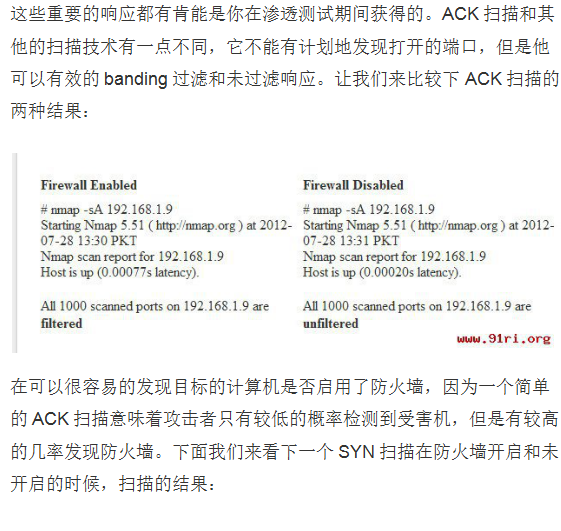 这些重要的响应都有肯能是你在渗透测试期间获得的。ACK 扫描和其
他的扫描技术有一点不同，它不能有计划地发现打开的端口，但是他
可以有效的 banding 过滤和未过滤响应。让我们来比较下 ACK 扫描的
两种结果：
Firewall Enabled
# nmap -sA 192.168.1.9
Starting Nmap 5.51 ( http://nmap.org ) at 2012-
07-28 13:30 PKT
Nmap scan report for 192.168.1.9
Host is up (0.00077s latency).
All 1000 scanned ports on 192.168.1.9 are
filtered
Firewall Disabled
# nmap -sA 192.168.1.9
Starting Nmap 5.51 ( http://nmap.org ) at 2012-
07-28 13:31 PKT
Nmap scan report for 192.168.1.9
Host is up (0.00020s latency).
All 1000 scanned ports on 192.168.1.9 are
unfiltered
www.91ri.org
在可以很容易的发现目标的计算机是否启用了防火墙，因为一个简单
的 ACK 扫描意味着攻击者只有较低的概率检测到受害机，但是有较高
的几率发现防火墙。下面我们来看下一个 SYN 扫描在防火墙开启和未
开启的时候，扫描的结果：